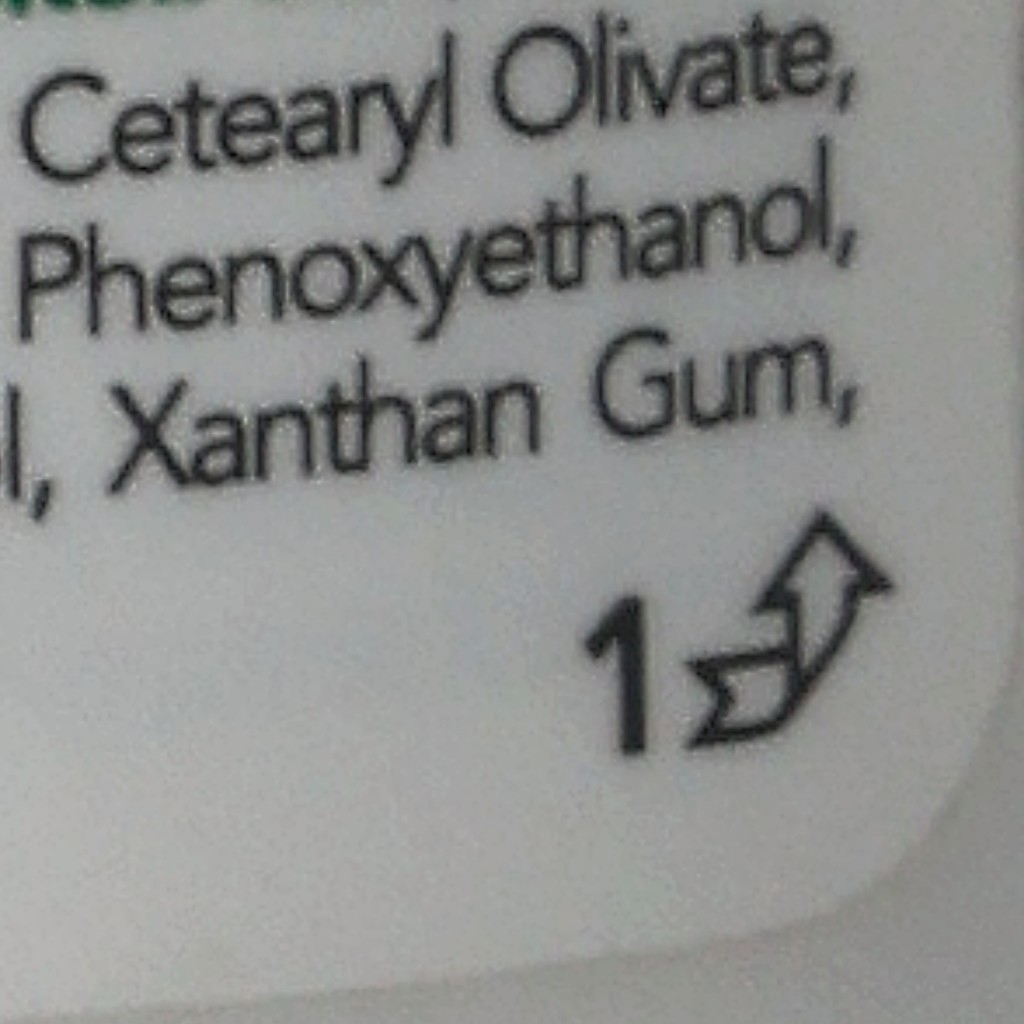 Cetearyl Olivate,
Phenoxyethanol,
l, Xanthan Gum,
1